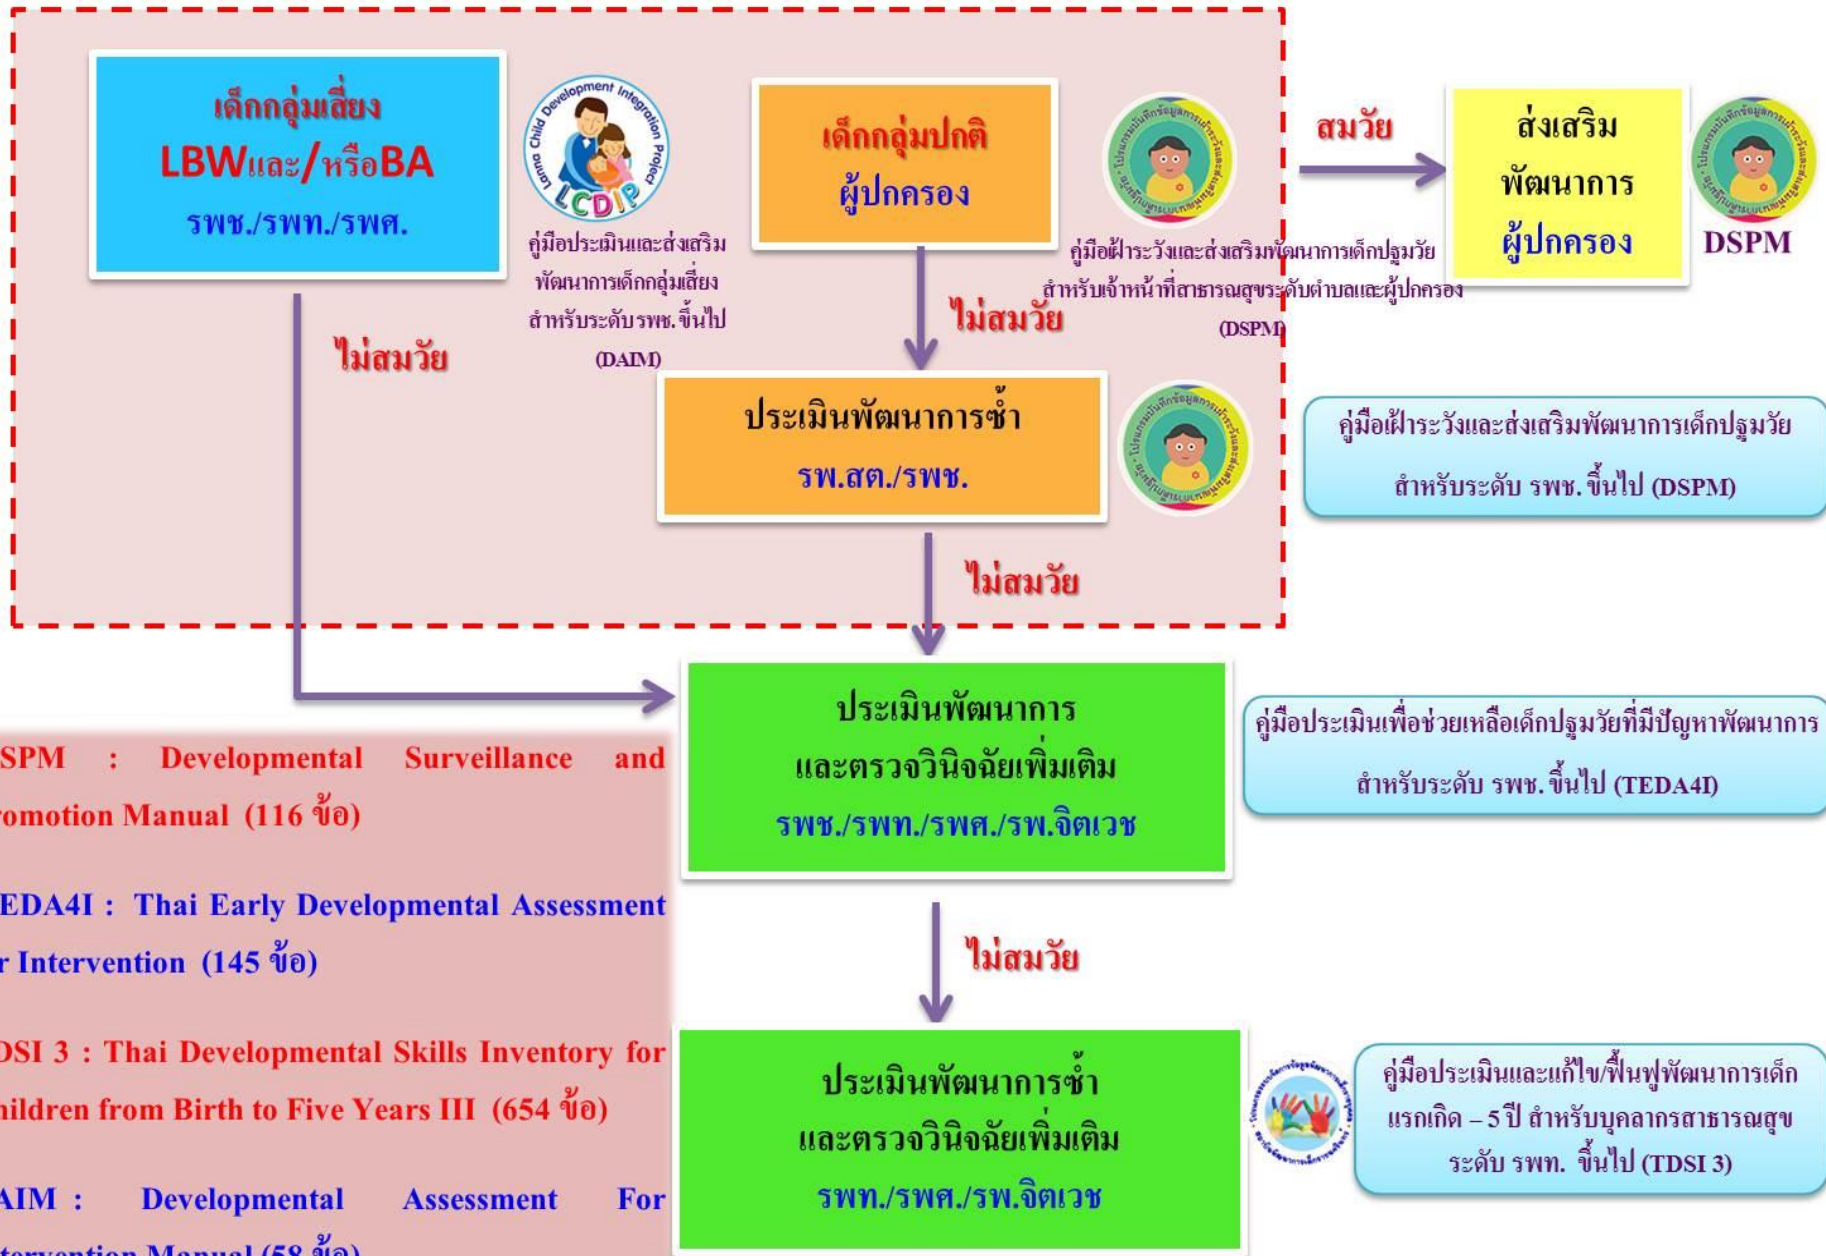 เด็กกลุ่มเสี่ยง
LBWและ/หรือBA
รพช./รพท./รพศ.
Lanna Child Development Integration Project
LCDIP
คู่มือประเมินและส่งเสริม
พัฒนาการเด็กกลุ่มเสี่ยง
สำหรับระดับรพช. ขึ้นไป
(DAIM)
เด็กกลุ่มปกติ
ผู้ปกครอง
คู่มือเฝ้าระวังและส่งเสริมพัฒนาการเด็กปฐมวัย
สำหรับเจ้าหน้าที่สาธารณสุขระดับตำบลและผู้ปกครอง
(DSPM)
สมวัย
ส่งเสริม
พัฒนาการ
ผู้ปกครอง
DSPM
ไม่สมวัย
ไม่สมวัย
ประเมินพัฒนาการซ้ำ
รพ.สต./รพช.
คู่มือเฝ้าระวังและส่งเสริมพัฒนาการเด็กปฐมวัย
สำหรับระดับ รพช. ขึ้นไป (DSPM)
ไม่สมวัย
ประเมินพัฒนาการ
และตรวจวินิจฉัยเพิ่มเติม
รพช./รพท./รพศ./รพ.จิตเวช
คู่มือประเมินเพื่อช่วยเหลือเด็กปฐมวัยที่มีปัญหาพัฒนาการ
สำหรับระดับ รพช. ขึ้นไป (TEDA4I)
SPM : Developmental Surveillance and
romotion Manual (116 ข้อ)
EDA4I : Thai Early Developmental Assessment
r Intervention (145 ข้อ)
DSI 3 : Thai Developmental Skills Inventory for
hildren from Birth to Five Years III (654 ข้อ)
AIM : Developmental Assessment For
tervention Manual (58 ข้อ)
ไม่สมวัย
ประเมินพัฒนาการซ้ำ
และตรวจวินิจฉัยเพิ่มเติม
รพท./รพศ./รพ.จิตเวช
คู่มือประเมินและแก้ไข/ฟื้นฟูพัฒนาการเด็ก
แรกเกิด – 5 ปี สำหรับบุคลากรสาธารณสุข
ระดับ รพท. ขึ้นไป (TDSI 3)